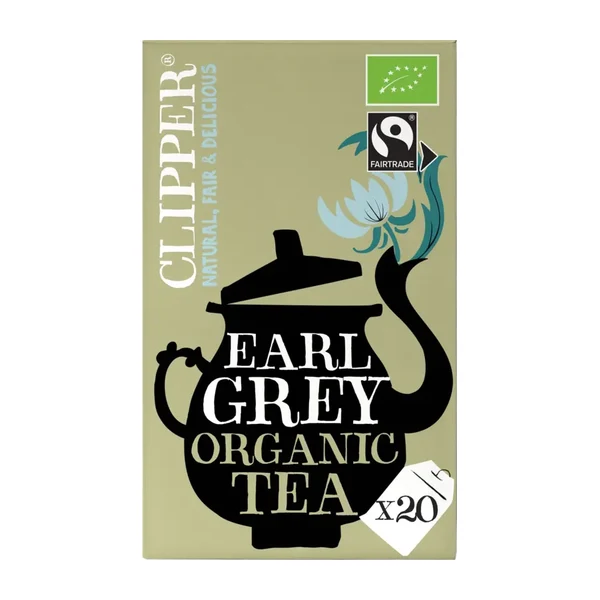 CLIPPER®
NATURAL, FAIR & DELICIOUS
®
FAIRTRADE
EARL
GREY
ORGANIC
TEA
x20